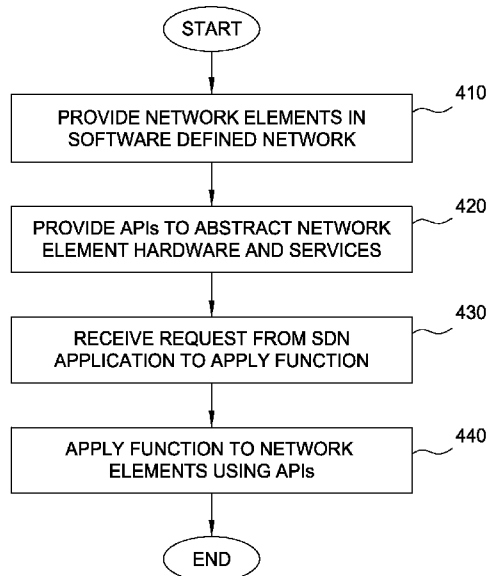 START
410
PROVIDE NETWORK ELEMENTS IN
SOFTWARE DEFINED NETWORK
420
PROVIDE APIs TO ABSTRACT NETWORK
ELEMENT HARDWARE AND SERVICES
430
RECEIVE REQUEST FROM SDN
APPLICATION TO APPLY FUNCTION
440
APPLY FUNCTION TO NETWORK
ELEMENTS USING APIs
END